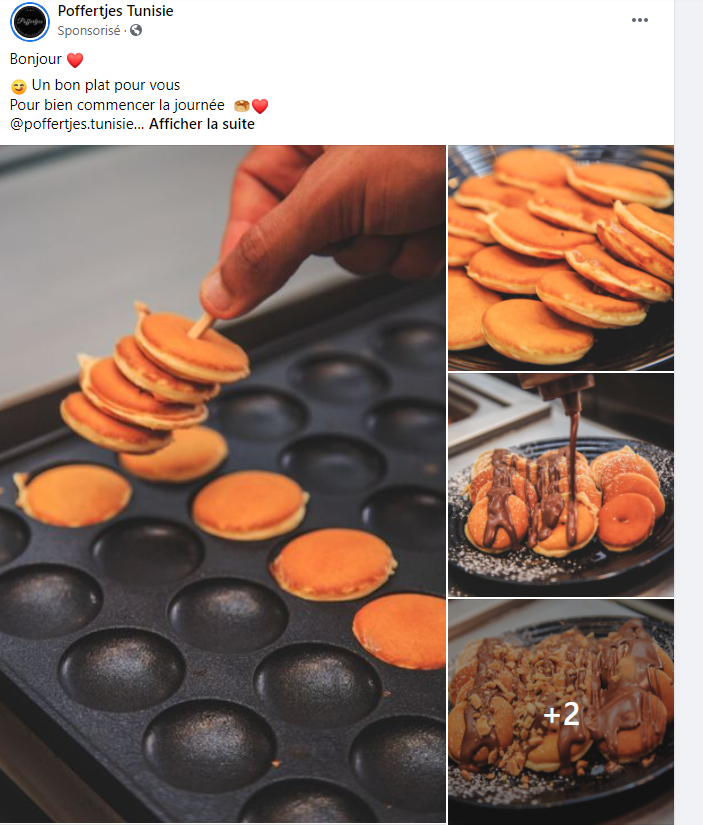 Poffertjes
Poffertjes Tunisie
Sponsorisé ·
Bonjour ❤️
😋 Un bon plat pour vous
Pour bien commencer la journée 🥞❤️
@poffertjes.tunisie... Afficher la suite
+2